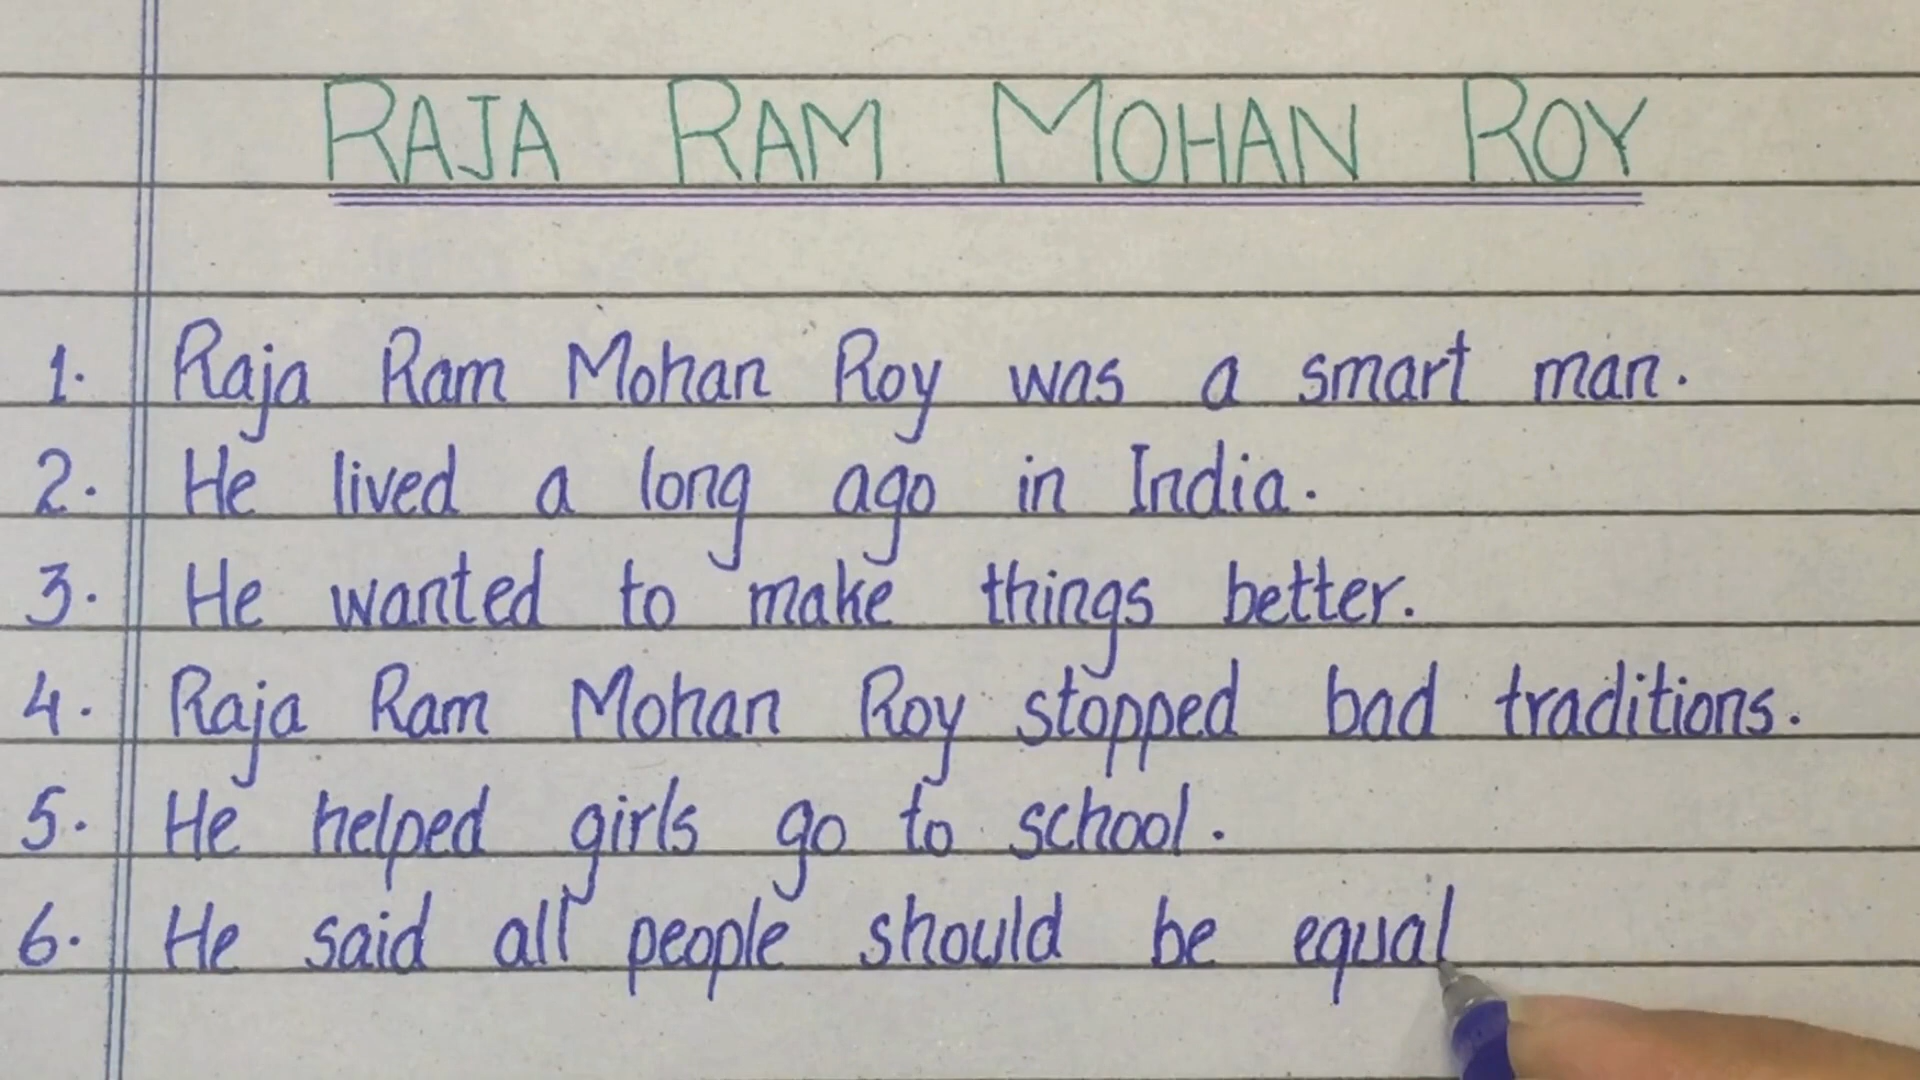 RAJA RAM MOHAN ROY
1. Raja Ram Mohan Roy was a smart man.
2. He lived a long ago in India.
3. He wanted to make things better.
4. Raja Ram Mohan Roy stopped bad traditions.
5. He helped girls go to school.
6. He said all people should be equal